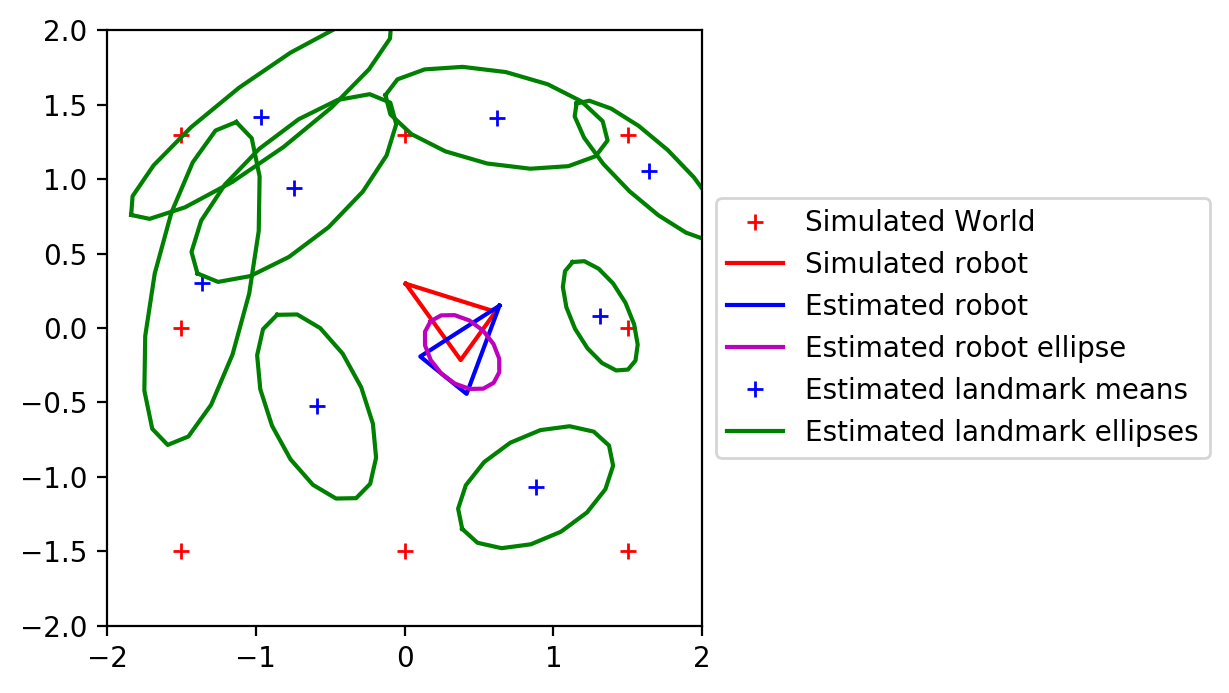 2.0
1.5
1.0
0.5
0.0
−0.5
−1.0
−1.5
−2.0
−2
−1
0
1
2
Simulated World
Simulated robot
Estimated robot
Estimated robot ellipse
Estimated landmark means
Estimated landmark ellipses